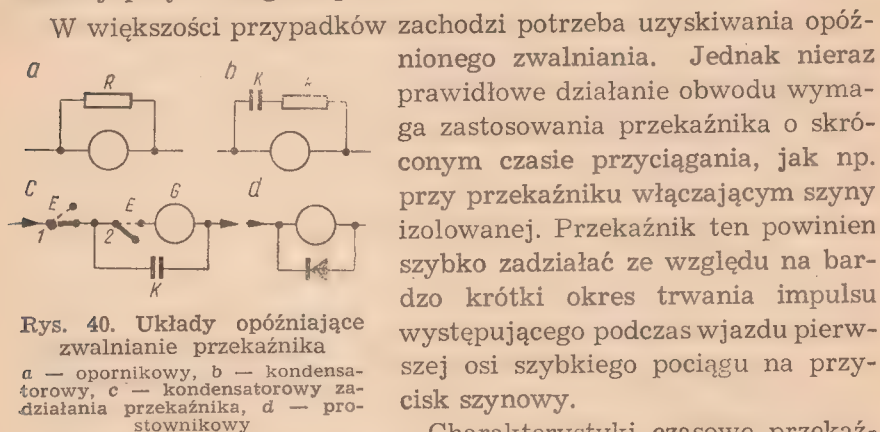 W większości przypadków zachodzi potrzeba uzyskiwania opóź-
nionego zwalniania. Jednak nieraz
prawidłowe działanie obwodu wyma-
ga zastosowania przekaźnika o skró-
conym czasie przyciągania, jak np.
przy przekaźniku włączającym szyny
izolowanej. Przekaźnik ten powinien
szybko zadziałać ze względu na bar-
dzo krótki okres trwania impulsu
występującego podczas wjazdu pierw-
szej osi szybkiego pociągu na przy-
cisk szynowy.
a
R
b
K
c
E
1
E
2
G
K
d
Rys. 40. Układy opóźniające
zwalnianie przekaźnika
a — opornikowy, b — kondensa-
torowy, c — kondensatorowy za-
działania przekaźnika, d — pro-
stownikowy